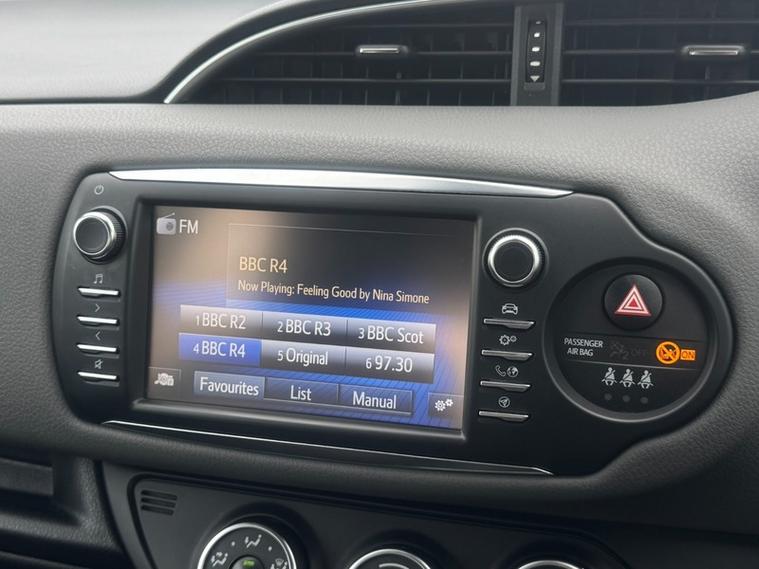 FM
BBC R4
Now Playing: Feeling Good by Nina Simone
1 BBC R2
2 BBC R3
3 BBC Scot
4 BBC R4
5 Original
6 97.30
Favourites
List
Manual
PASSENGER
AIR BAG
OFF
ON